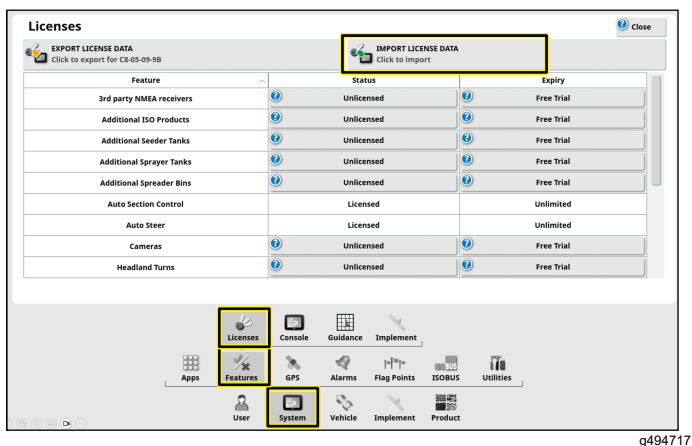 Licenses
? Close
EXPORT LICENSE DATA
Click to export for C8-05-09-9B
IMPORT LICENSE DATA
Click to import
Feature Status Expiry
3rd party NMEA receivers ? Unlicensed ? Free Trial
Additional ISO Products ? Unlicensed ? Free Trial
Additional Seeder Tanks ? Unlicensed ? Free Trial
Additional Sprayer Tanks ? Unlicensed ? Free Trial
Additional Spreader Bins ? Unlicensed ? Free Trial
Auto Section Control Licensed Unlimited
Auto Steer Licensed Unlimited
Cameras ? Unlicensed ? Free Trial
Headland Turns ? Unlicensed ? Free Trial
Licenses Console Guidance Implement
ISOBUS
Apps Features GPS Alarms Flag Points ISOBUS Utilities
User System Vehicle Implement Product
q494717